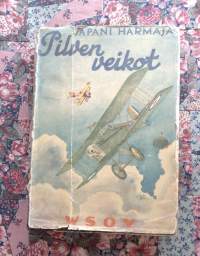 TAPANI HARMAJA
Pilven
veikot
WSOY